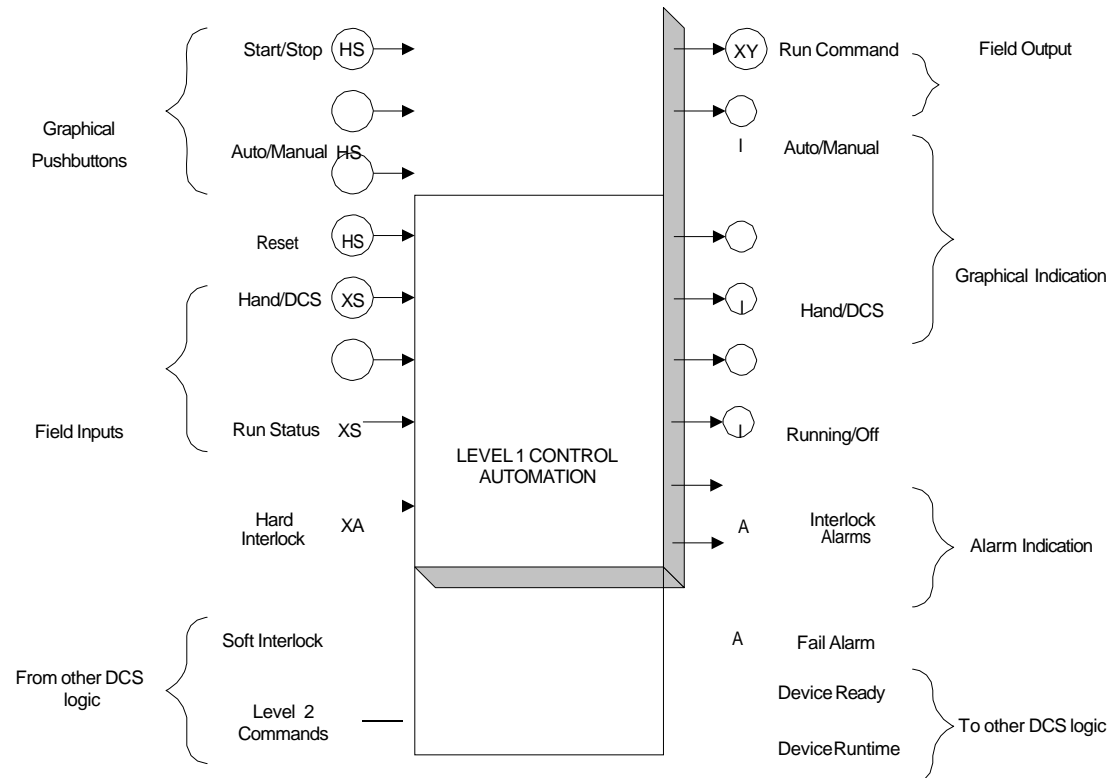 Start/Stop HS
XY Run Command
Field Output
Graphical
Pushbuttons
Auto/Manual HS
I Auto/Manual
Reset HS
Graphical Indication
Hand/DCS XS
I Hand/DCS
Field Inputs
Run Status XS
I Running/Off
LEVEL 1 CONTROL
AUTOMATION
Hard
Interlock
XA
A
Interlock
Alarms
Alarm Indication
Soft Interlock
A Fail Alarm
From other DCS
logic
Level 2
Commands
Device Ready
To other DCS logic
Device Runtime